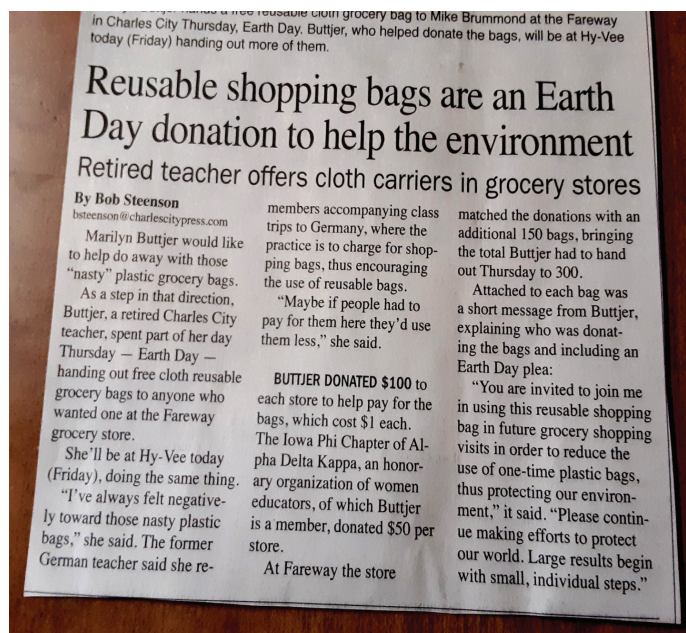 a free reusable cloth grocery bag to Mike Brummond at the Fareway
in Charles City Thursday, Earth Day. Buttjer, who helped donate the bags, will be at Hy-Vee
today (Friday) handing out more of them.
Reusable shopping bags are an Earth
Day donation to help the environment
Retired teacher offers cloth carriers in grocery stores
By Bob Steenson
bsteenson@charlescitypress.com
Marilyn Buttjer would like
to help do away with those
“nasty” plastic grocery bags.
As a step in that direction,
Buttjer, a retired Charles City
teacher, spent part of her day
Thursday — Earth Day —
handing out free cloth reusable
grocery bags to anyone who
wanted one at the Fareway
grocery store.
She’ll be at Hy-Vee today
(Friday), doing the same thing.
“I’ve always felt negative-
ly toward those nasty plastic
bags,” she said. The former
German teacher said she re-
members accompanying class
trips to Germany, where the
practice is to charge for shop-
ping bags, thus encouraging
the use of reusable bags.
“Maybe if people had to
pay for them here they’d use
them less,” she said.
BUTTJER DONATED $100 to
each store to help pay for the
bags, which cost $1 each.
The Iowa Phi Chapter of Al-
pha Delta Kappa, an honor-
ary organization of women
educators, of which Buttjer
is a member, donated $50 per
store.
At Fareway the store
matched the donations with an
additional 150 bags, bringing
the total Buttjer had to hand
out Thursday to 300.
Attached to each bag was
a short message from Buttjer,
explaining who was donat-
ing the bags and including an
Earth Day plea:
“You are invited to join me
in using this reusable shopping
bag in future grocery shopping
visits in order to reduce the
use of one-time plastic bags,
thus protecting our environ-
ment,” it said. “Please contin-
ue making efforts to protect
our world. Large results begin
with small, individual steps.”